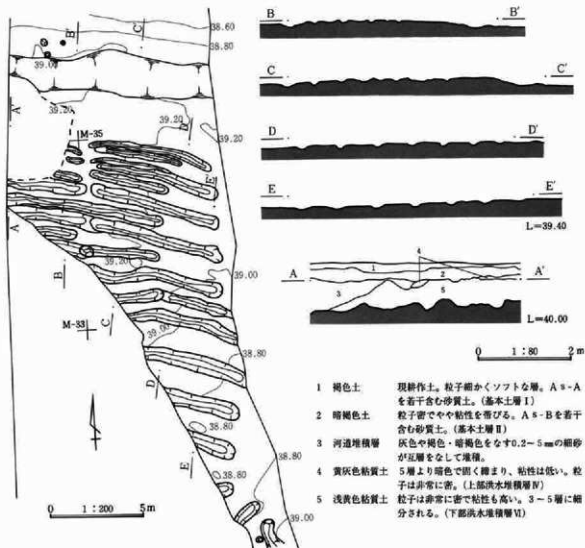 B'
C'
38.60
38.80
39.00
39.20
A'
M-35
39.20
D'
39.20
E'
A
39.20
B
39.00
M-33
C
39.00
D
38.80
38.80
E
38.80
39.00
0 1:200 5m
B B'
C C'
D D'
E E'
L=39.40
4
A 1 2 A'
3 5
L=40.00
0 1:80 2m
1 褐色土 現耕作土。粒子細かくソフトな層。As-A
を若干含む砂質土。(基本土層Ⅰ)
2 暗褐色土 粒子密でやや粘性を帯びる。As-Bを若干
含む砂質土。(基本土層Ⅱ)
3 河道堆積層 灰色や褐色・暗褐色をなす0.2~5㎜の細砂
が互層をなして堆積。
4 黄灰色粘質土 5層より暗色で固く締まり、粘性は低い。粒
子は非常に密。(上部洪水堆積層Ⅳ)
5 浅黄色粘質土 粒子は非常に密で粘性も高い。3~5層に細
分される。(下部洪水堆積層Ⅵ)